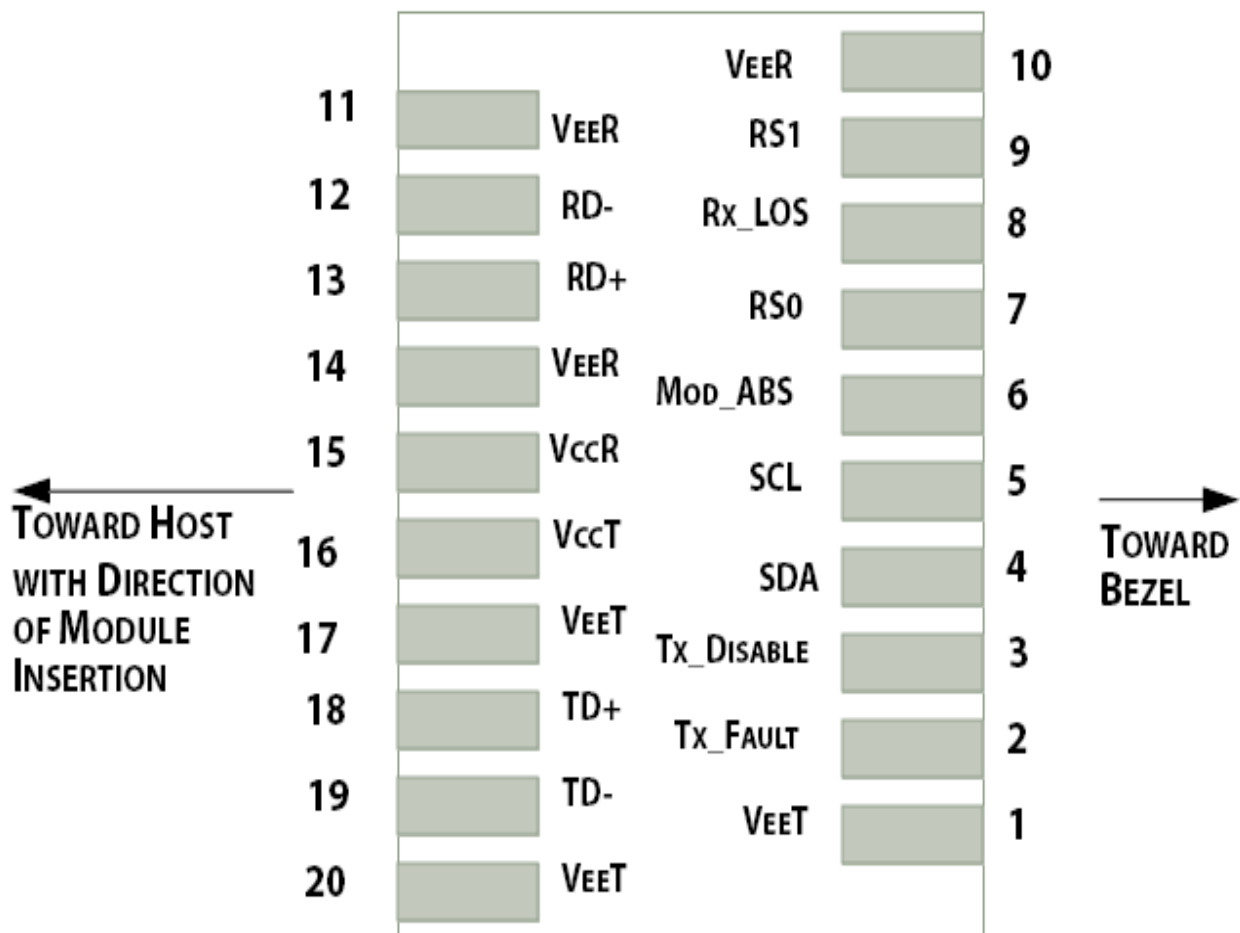 VEER 10
11 VEER
RS1 9
12 RD-
RX_LOS 8
13 RD+
RS0 7
14 VEER
MOD_ABS 6
15 VCCR
SCL 5
TOWARD HOST
WITH DIRECTION
OF MODULE
INSERTION
TOWARD
BEZEL
16 VCCT
SDA 4
17 VEET
TX_DISABLE 3
18 TD+
TX_FAULT 2
19 TD-
VEET 1
20 VEET